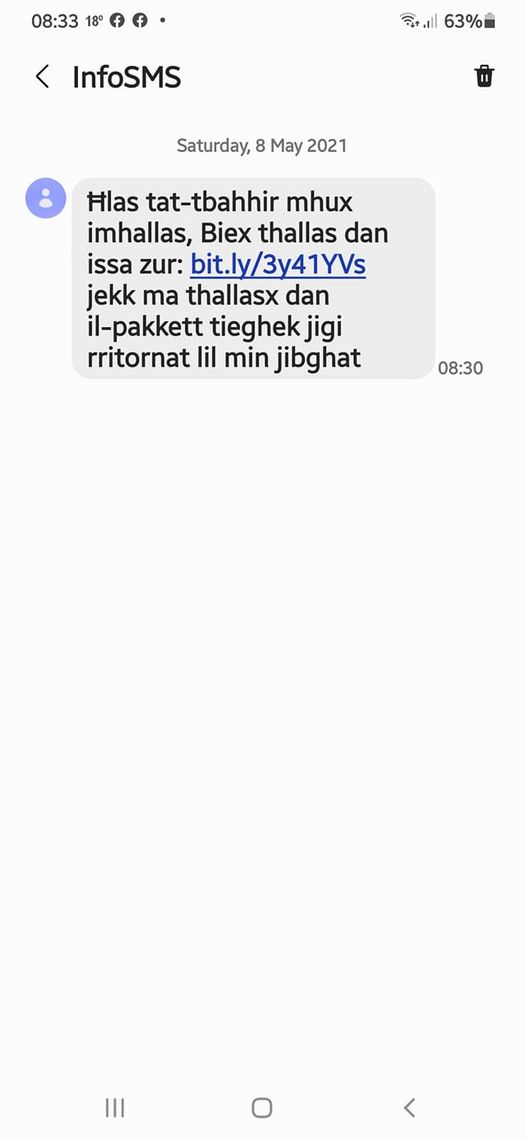 08:33 18° 63%
InfoSMS
Saturday, 8 May 2021
Ħlas tat-tbahhir mhux
imhallas, Biex thallas dan
issa zur: bit.ly/3y41YVs
jekk ma thallasx dan
il-pakkett tieghek jigi
rritornat lil min jibghat
08:30